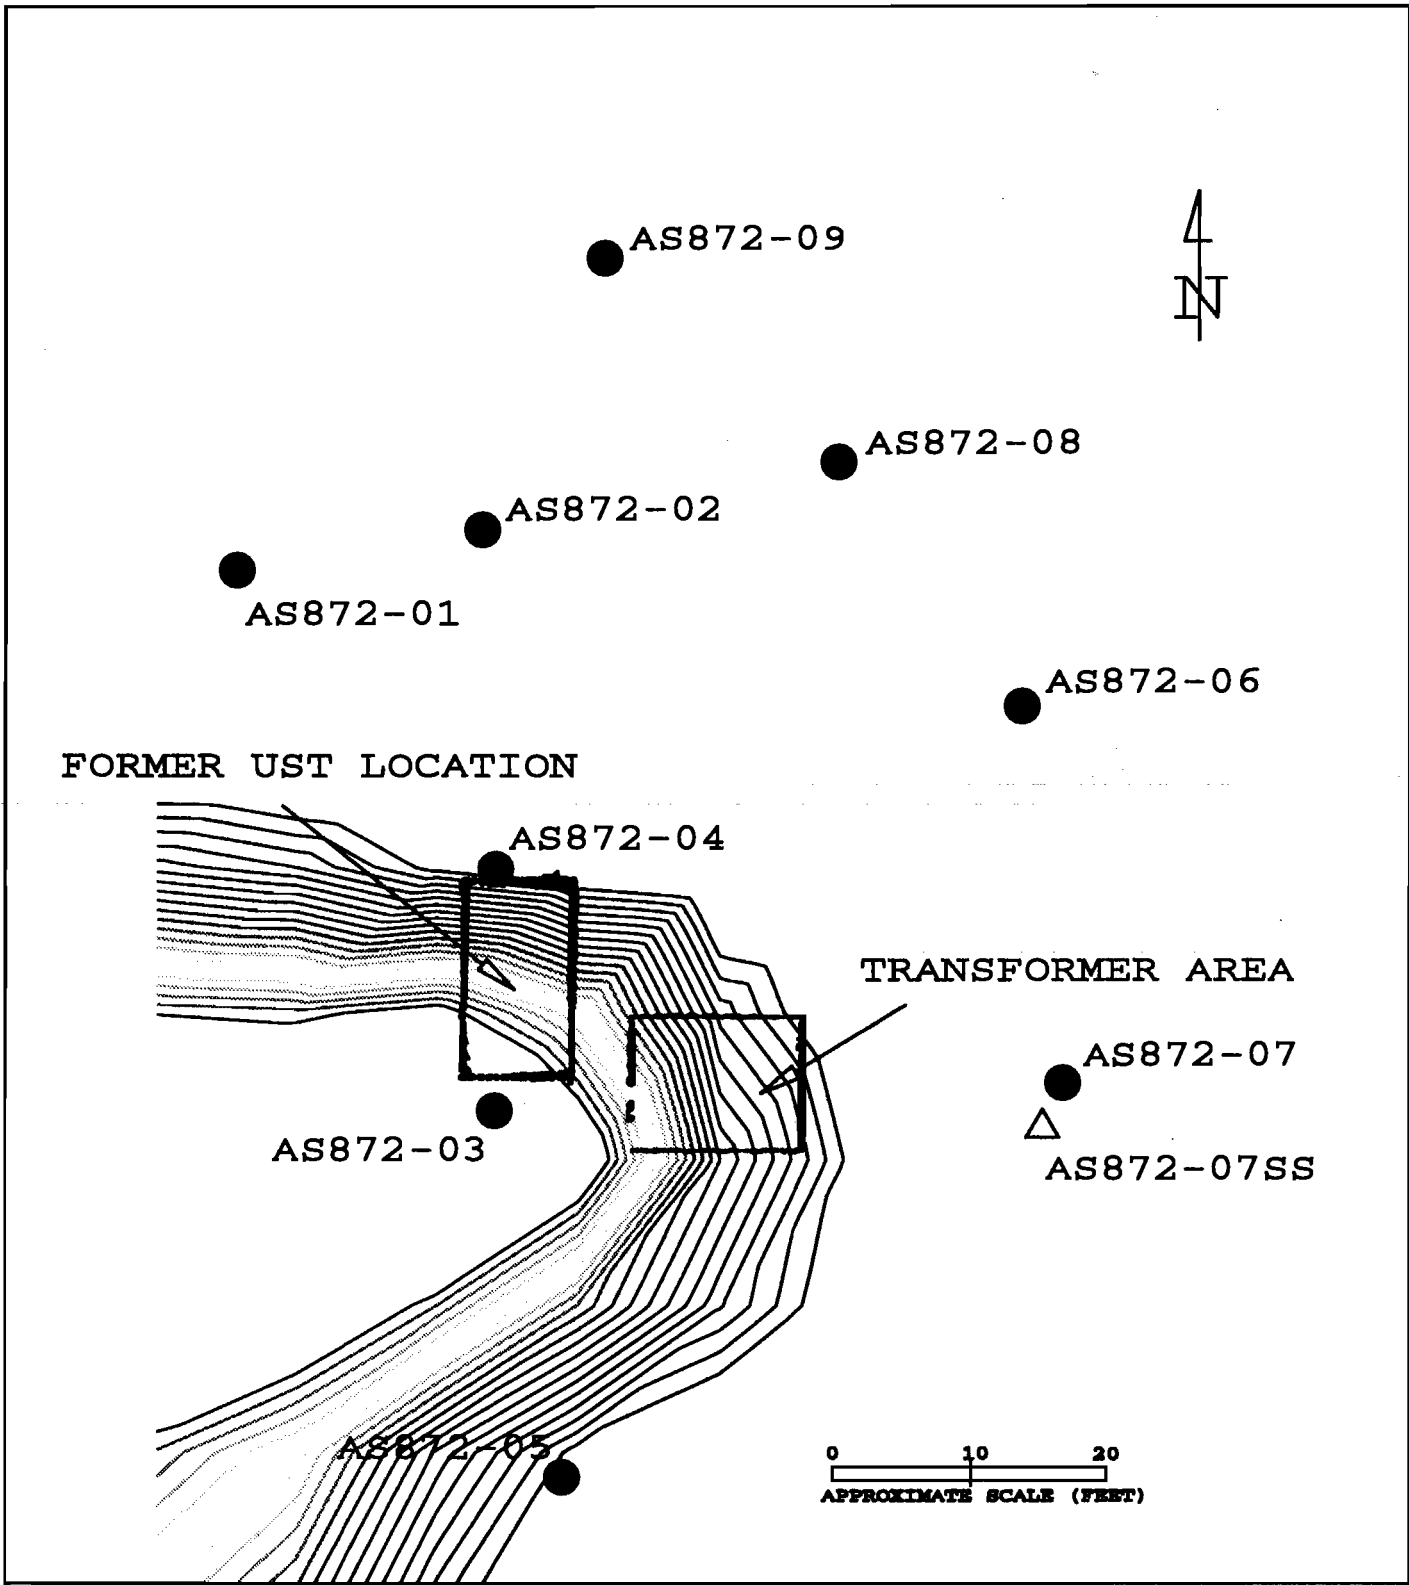 AS872-09
N
AS872-08
AS872-02
AS872-01
AS872-06
FORMER UST LOCATION
AS872-04
TRANSFORMER AREA
AS872-07
AS872-03
AS872-07SS
AS872-05
0 10 20
APPROXIMATE SCALE (FEET)